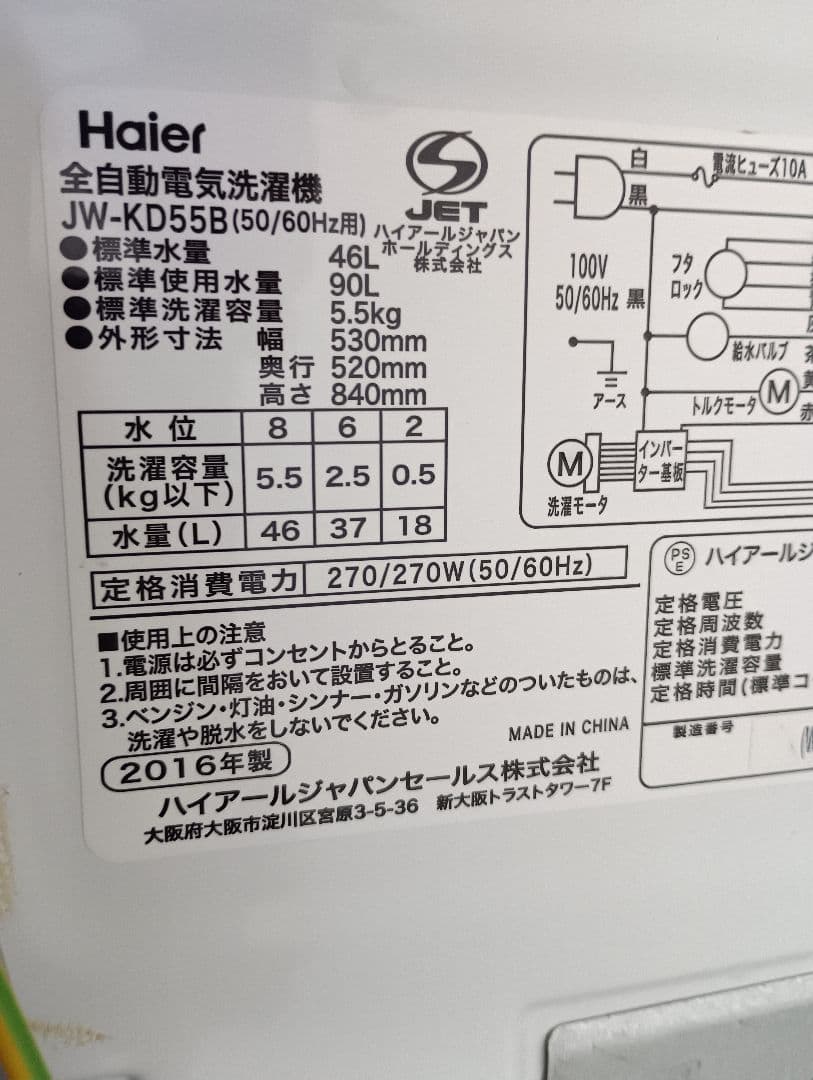 Haier
全自動電気洗濯機
JW-KD55B(50/60Hz用)
JET
ハイアールジャパン
ホールディングス
株式会社
●標準水量 46L
●標準使用水量 90L
●標準洗濯容量 5.5kg
●外形寸法 幅 530mm
奥行 520mm
高さ 840mm
水位 8 6 2
洗濯容量(kg以下) 5.5 2.5 0.5
水量(L) 46 37 18
定格消費電力 270/270W(50/60Hz)
■使用上の注意
1.電源は必ずコンセントからとること。
2.周囲に間隔をおいて設置すること。
3.ベンジン・灯油・シンナー・ガソリンなどのついたものは、
洗濯や脱水をしないでください。
MADE IN CHINA
2016年製
ハイアールジャパンセールス株式会社
大阪府大阪市淀川区宮原3-5-36 新大阪トラストタワー7F
白
電流ヒューズ10A
黒
100V
50/60Hz
黒
フタ
ロック
給水バルブ
茶
アース
トルクモータ
M
黄
赤
M
洗濯モータ
インバー
ター基板
PS
E
ハイアールジ
定格電圧
定格周波数
定格消費電力
標準洗濯容量
定格時間(標準コ
製造番号